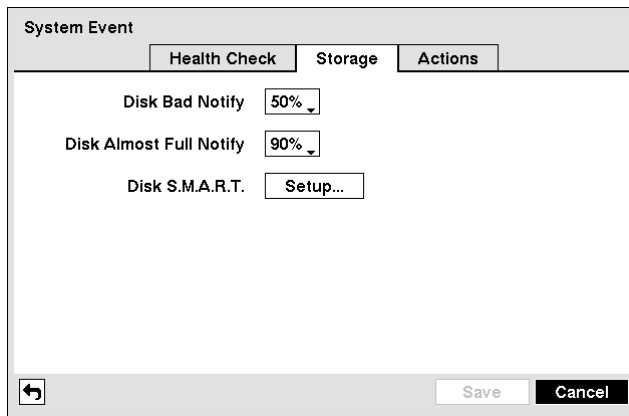 System Event
Health Check Storage Actions
Disk Bad Notify 50%
Disk Almost Full Notify 90%
Disk S.M.A.R.T. Setup...
Save Cancel